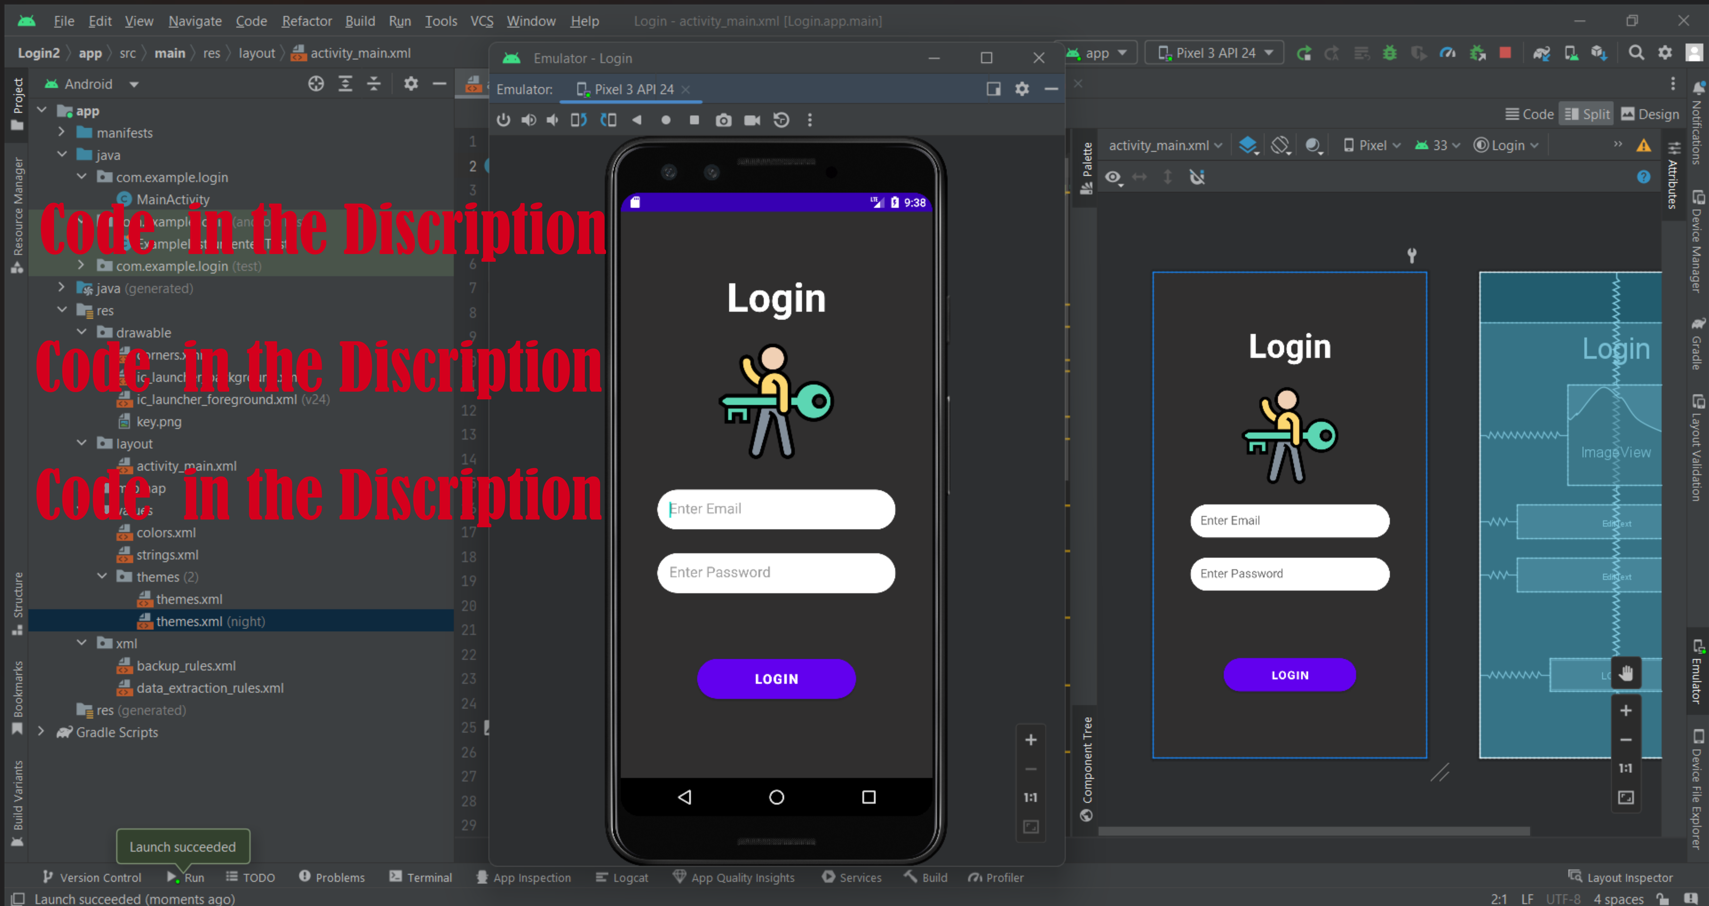 File Edit View Navigate Code Refactor Build Run Tools VCS Window Help Login - activity_main.xml [Login.app.main]
Login2 app src main res layout activity_main.xml
app Pixel 3 API 24
Emulator - Login
Emulator: Pixel 3 API 24
Project
Resource Manager
Structure
Bookmarks
Build Variants
Android
app
manifests
java
com.example.login
MainActivity
com.example.login (test)
java (generated)
res
drawable
ic_launcher_foreground.xml (v24)
key.png
layout
activity_main.xml
values
colors.xml
strings.xml
themes (2)
themes.xml
themes.xml (night)
xml
backup_rules.xml
data_extraction_rules.xml
res (generated)
Gradle Scripts
Code in the Discription
Code in the Discription
Code in the Discription
1
2
3
6
7
8
9
12
13
14
17
18
19
20
21
22
23
24
25
26
27
28
29
9:38
Login
Enter Email
Enter Password
LOGIN
1:1
Code Split Design
Palette
activity_main.xml Pixel 33 Login
Component Tree
Login
Enter Email
Enter Password
LOGIN
Login
ImageView
EditText
EditText
1:1
Attributes
Notifications
Device Manager
Gradle
Layout Validation
Emulator
Device File Explorer
Launch succeeded
Version Control Run TODO Problems Terminal App Inspection Logcat App Quality Insights Services Build Profiler Layout Inspector
Launch succeeded (moments ago) 2:1 LF UTF-8 4 spaces